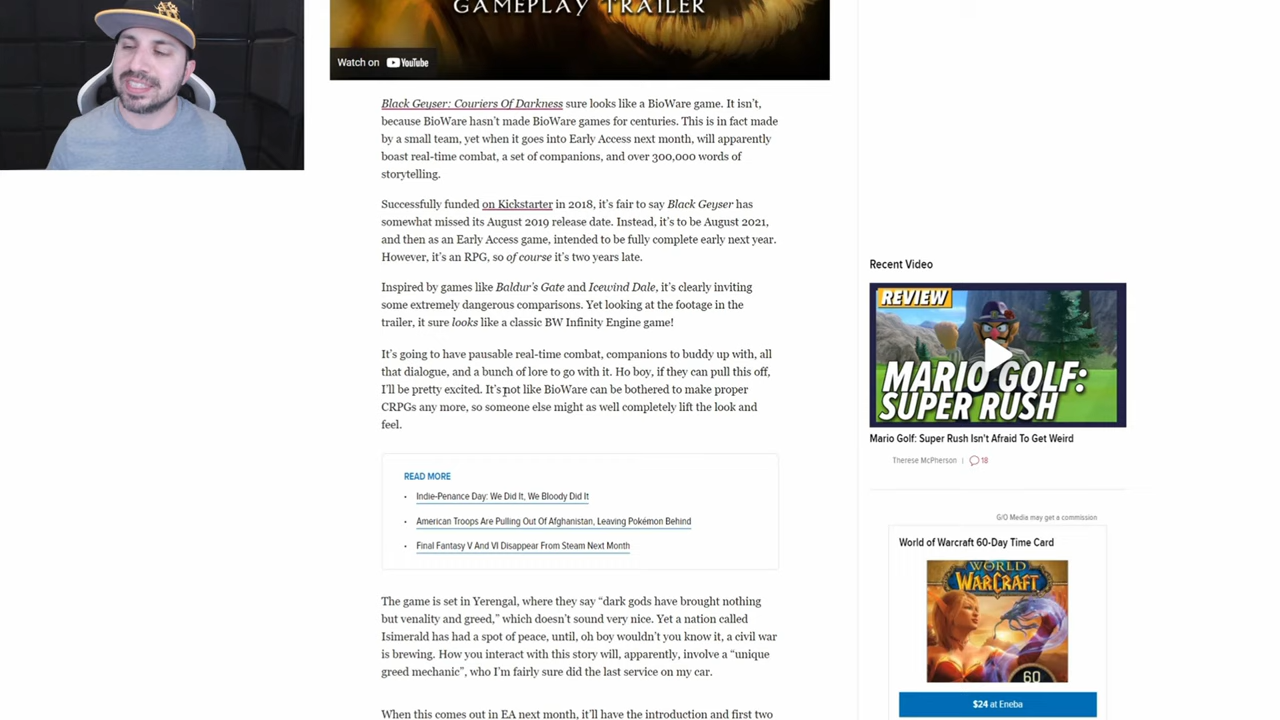 GAMEPLAY TRAILER
Watch on YouTube
Black Geyser: Couriers Of Darkness sure looks like a BioWare game. It isn't,
because BioWare hasn't made BioWare games for centuries. This is in fact made
by a small team, yet when it goes into Early Access next month, will apparently
boast real-time combat, a set of companions, and over 300,000 words of
storytelling.
Successfully funded on Kickstarter in 2018, it's fair to say Black Geyser has
somewhat missed its August 2019 release date. Instead, it's to be August 2021,
and then as an Early Access game, intended to be fully complete early next year.
However, it's an RPG, so of course it's two years late.
Inspired by games like Baldur's Gate and Icewind Dale, it's clearly inviting
some extremely dangerous comparisons. Yet looking at the footage in the
trailer, it sure looks like a classic BW Infinity Engine game!
It's going to have pausable real-time combat, companions to buddy up with, all
that dialogue, and a bunch of lore to go with it. Ho boy, if they can pull this off,
I'll be pretty excited. It's not like BioWare can be bothered to make proper
CRPGs any more, so someone else might as well completely lift the look and
feel.
READ MORE
• Indie-Penance Day: We Did It, We Bloody Did It
• American Troops Are Pulling Out Of Afghanistan, Leaving Pokémon Behind
• Final Fantasy V And VI Disappear From Steam Next Month
The game is set in Yerengal, where they say “dark gods have brought nothing
but venality and greed,” which doesn't sound very nice. Yet a nation called
Isimerald has had a spot of peace, until, oh boy wouldn't you know it, a civil war
is brewing. How you interact with this story will, apparently, involve a “unique
greed mechanic”, who I'm fairly sure did the last service on my car.
When this comes out in EA next month, it'll have the introduction and first two
Recent Video
REVIEW
MARIO GOLF:
SUPER RUSH
Mario Golf: Super Rush Isn't Afraid To Get Weird
Therese McPherson | 18
G/O Media may get a commission
World of Warcraft 60-Day Time Card
WORLD
OF
WARCRAFT
60
$24 at Eneba